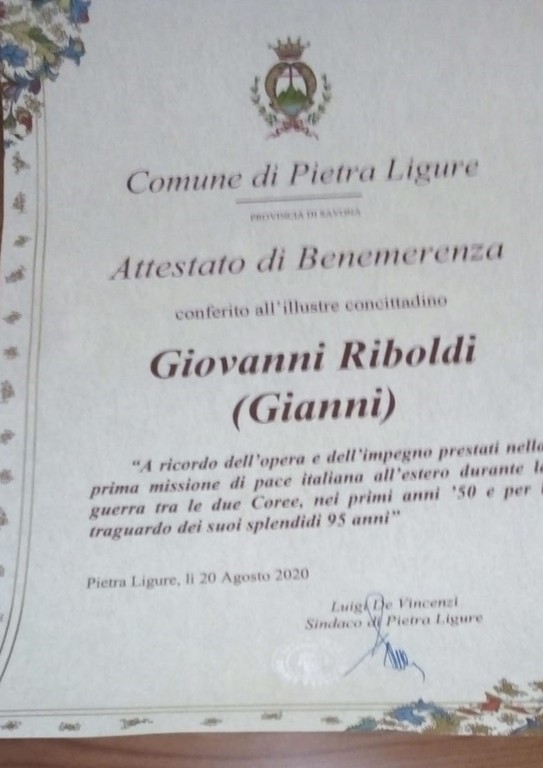 Comune di Pietra Ligure
PROVINCIA DI SAVONA
Attestato di Benemerenza
conferito all'illustre concittadino
Giovanni Riboldi
(Gianni)
"A ricordo dell'opera e dell'impegno prestati nella
prima missione di pace italiana all'estero durante la
guerra tra le due Coree, nei primi anni '50 e per
traguardo dei suoi splendidi 95 anni"
Pietra Ligure, li 20 Agosto 2020
Luigi De Vincenzi
Sindaco di Pietra Ligure